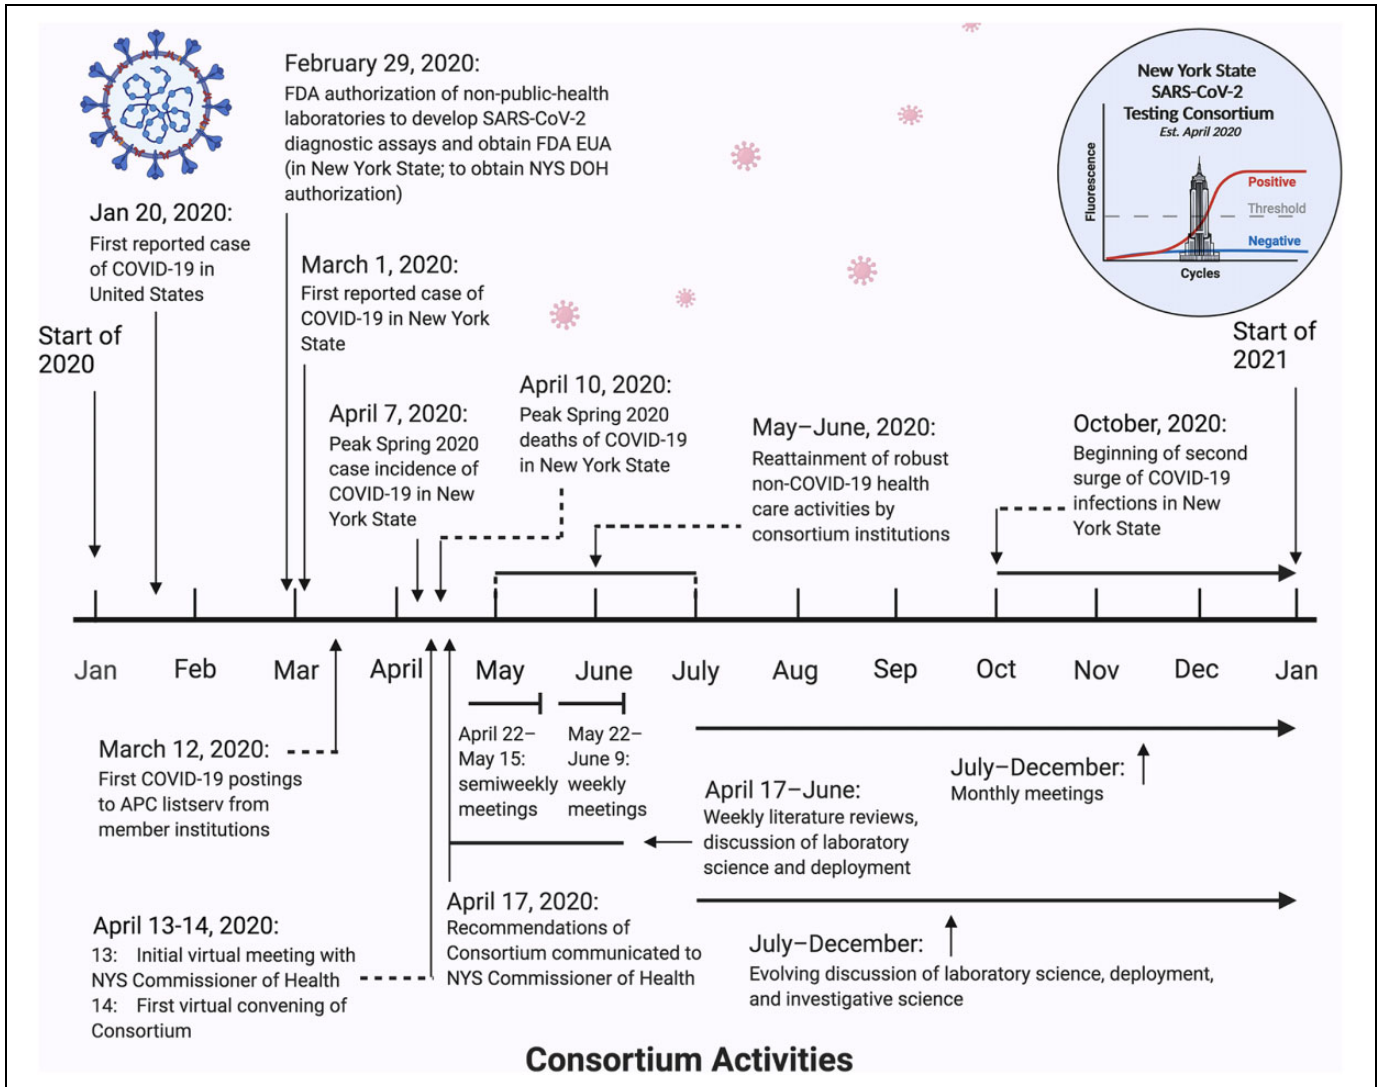 February 29, 2020:
FDA authorization of non-public-health
laboratories to develop SARS-CoV-2
diagnostic assays and obtain FDA EUA
(in New York State; to obtain NYS DOH
authorization)
New York State
SARS-CoV-2
Testing Consortium
Est. April 2020
Fluorescence
Positive
Threshold
Negative
Cycles
Jan 20, 2020:
First reported case
of COVID-19 in
United States
March 1, 2020:
First reported case of
COVID-19 in New York
State
Start of
2020
Start of
2021
April 7, 2020:
Peak Spring 2020
case incidence of
COVID-19 in New
York State
April 10, 2020:
Peak Spring 2020
deaths of COVID-19
in New York State
May–June, 2020:
Reattainment of robust
non-COVID-19 health
care activities by
consortium institutions
October, 2020:
Beginning of second
surge of COVID-19
infections in New
York State
Jan Feb Mar April May June July Aug Sep Oct Nov Dec Jan
March 12, 2020:
First COVID-19 postings
to APC listserv from
member institutions
April 22–
May 15:
semiweekly
meetings
May 22–
June 9:
weekly
meetings
April 17–June:
Weekly literature reviews,
discussion of laboratory
science and deployment
July–December:
Monthly meetings
April 13-14, 2020:
13: Initial virtual meeting with
NYS Commissioner of Health
14: First virtual convening of
Consortium
April 17, 2020:
Recommendations of
Consortium communicated to
NYS Commissioner of Health
July–December:
Evolving discussion of laboratory science, deployment,
and investigative science
Consortium Activities